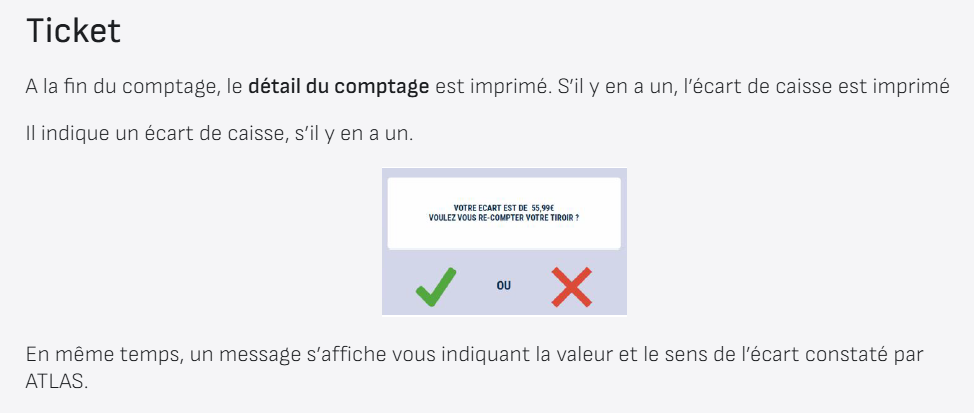 Ticket
A la fin du comptage, le détail du comptage est imprimé. S’il y en a un, l’écart de caisse est imprimé
Il indique un écart de caisse, s’il y en a un.
VOTRE ECART EST DE 55,99€
VOULEZ VOUS RE-COMPTER VOTRE TIROIR ?
OU
En même temps, un message s’affiche vous indiquant la valeur et le sens de l’écart constaté par
ATLAS.